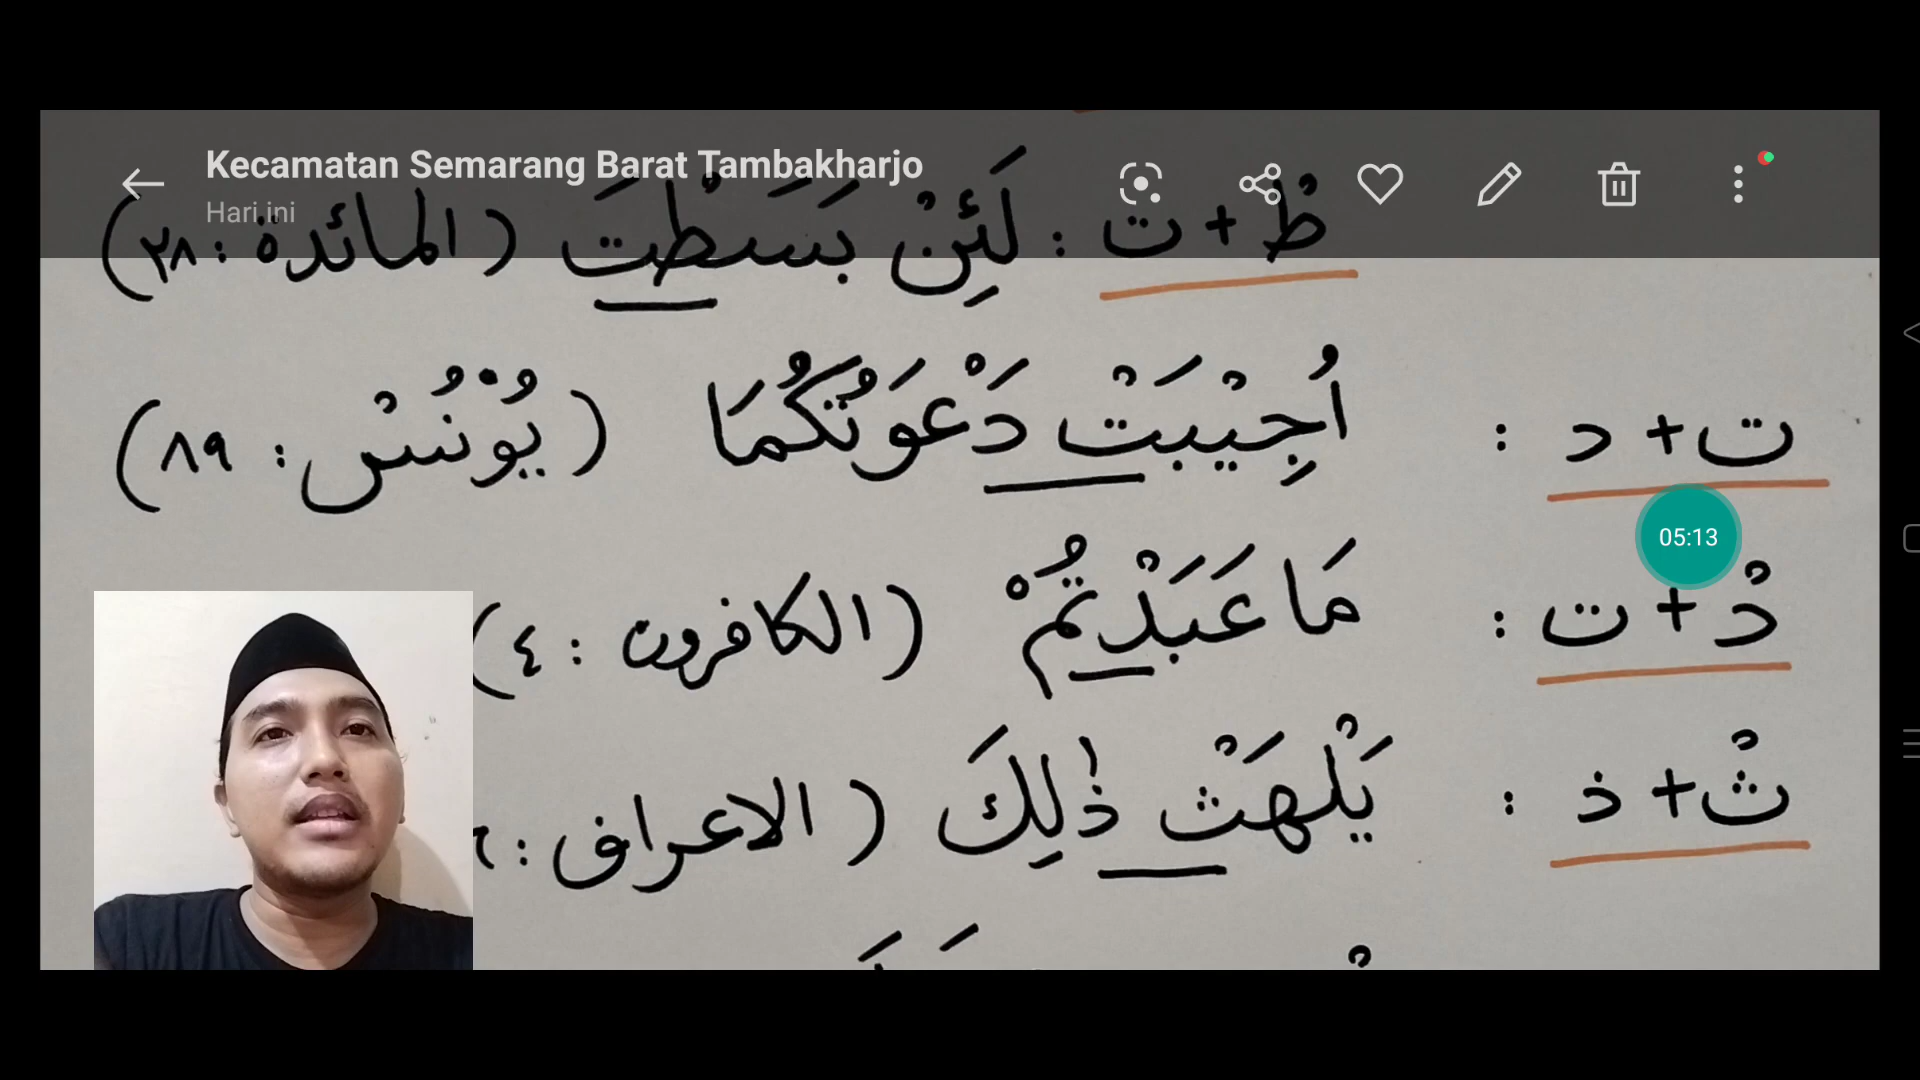 Kecamatan Semarang Barat Tambakharjo
Hari ini
طْ + ت : لَئِنْ بَسَطْتَ (المائدة : ٢٨)
ت + د : اُجِيْبَتْ دَعْوَتُكُمَا (يُوْنُسْ : ٨٩)
05:13
دْ + ت : مَا عَبَدْتُمْ (الكافرون : ٤)
ثْ + ذ : يَلْهَثْ ذٰلِكَ (الاعراف :